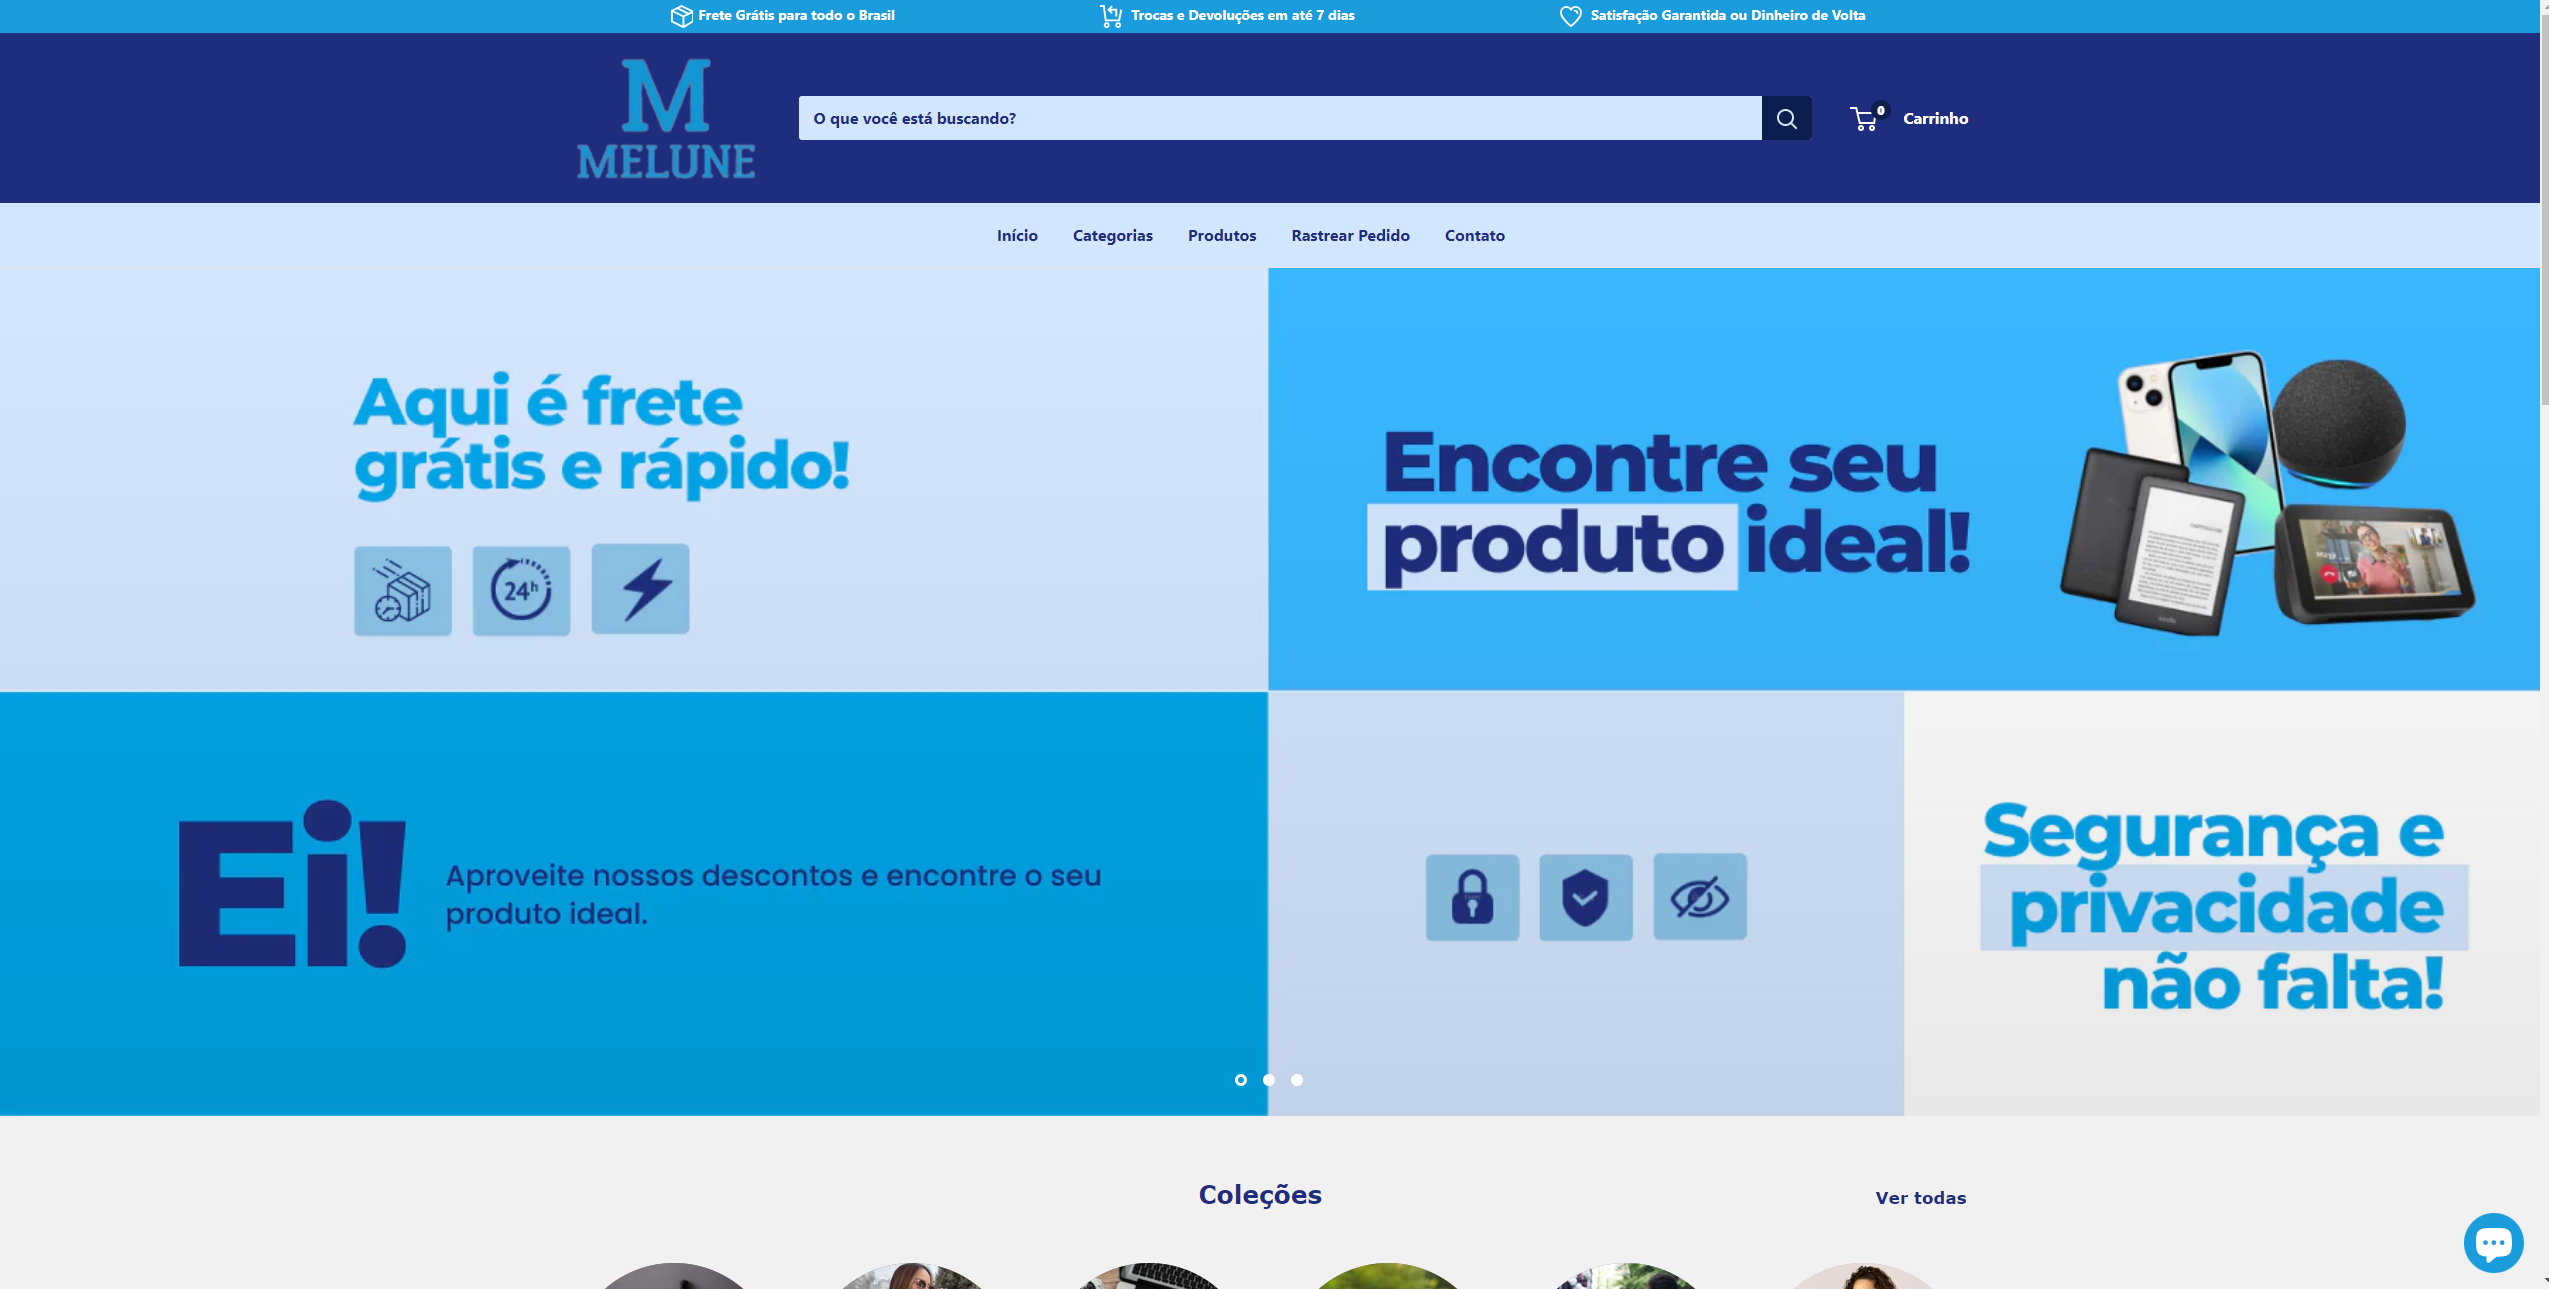 Frete Grátis para todo o Brasil
Trocas e Devoluções em até 7 dias
Satisfação Garantida ou Dinheiro de Volta
M
MELUNE
O que você está buscando?
0
Carrinho
Início
Categorias
Produtos
Rastrear Pedido
Contato
Aqui é frete
grátis e rápido!
24h
Encontre seu
produto ideal!
Ei!
Aproveite nossos descontos e encontre o seu
produto ideal.
Segurança e
privacidade
não falta!
Coleções
Ver todas